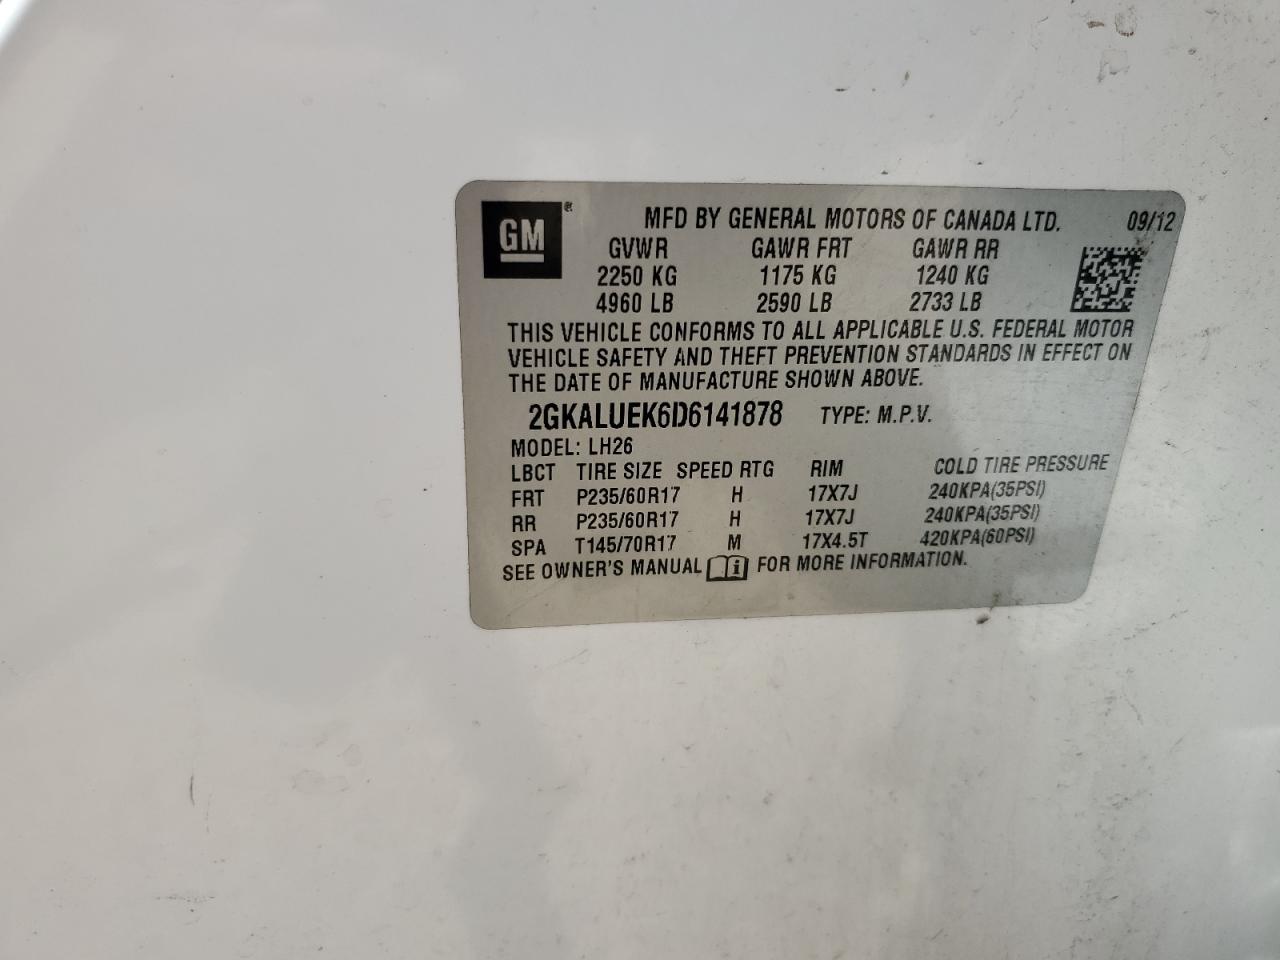 GM ® MFD BY GENERAL MOTORS OF CANADA LTD. 09/12
GVWR GAWR FRT GAWR RR
2250 KG 1175 KG 1240 KG
4960 LB 2590 LB 2733 LB
THIS VEHICLE CONFORMS TO ALL APPLICABLE U.S. FEDERAL MOTOR
VEHICLE SAFETY AND THEFT PREVENTION STANDARDS IN EFFECT ON
THE DATE OF MANUFACTURE SHOWN ABOVE.
2GKALUEK6D6141878 TYPE: M.P.V.
MODEL: LH26
LBCT TIRE SIZE SPEED RTG RIM COLD TIRE PRESSURE
FRT P235/60R17 H 17X7J 240KPA(35PSI)
RR P235/60R17 H 17X7J 240KPA(35PSI)
SPA T145/70R17 M 17X4.5T 420KPA(60PSI)
SEE OWNER'S MANUAL i FOR MORE INFORMATION.